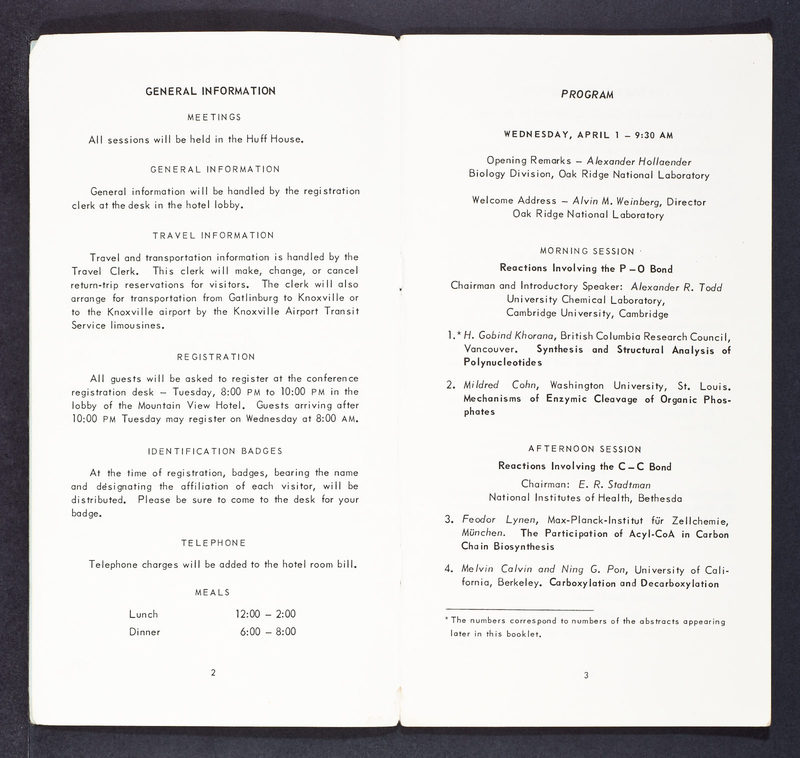 GENERAL INFORMATION
MEETINGS
All sessions will be held in the Huff House.
GENERAL INFORMATION
General information will be handled by the registration
clerk at the desk in the hotel lobby.
TRAVEL INFORMATION
Travel and transportation information is handled by the
Travel Clerk. This clerk will make, change, or cancel
return-trip reservations for visitors. The clerk will also
arrange for transportation from Gatlinburg to Knoxville or
to the Knoxville airport by the Knoxville Airport Transit
Service limousines.
REGISTRATION
All guests will be asked to register at the conference
registration desk – Tuesday, 8:00 PM to 10:00 PM in the
lobby of the Mountain View Hotel. Guests arriving after
10:00 PM Tuesday may register on Wednesday at 8:00 AM.
IDENTIFICATION BADGES
At the time of registration, badges, bearing the name
and designating the affiliation of each visitor, will be
distributed. Please be sure to come to the desk for your
badge.
TELEPHONE
Telephone charges will be added to the hotel room bill.
MEALS
Lunch 12:00 – 2:00
Dinner 6:00 – 8:00
2
PROGRAM
WEDNESDAY, APRIL 1 – 9:30 AM
Opening Remarks – Alexander Hollaender
Biology Division, Oak Ridge National Laboratory
Welcome Address – Alvin M. Weinberg, Director
Oak Ridge National Laboratory
MORNING SESSION
Reactions Involving the P–O Bond
Chairman and Introductory Speaker: Alexander R. Todd
University Chemical Laboratory,
Cambridge University, Cambridge
1.* H. Gobind Khorana, British Columbia Research Council,
Vancouver. Synthesis and Structural Analysis of
Polynucleotides
2. Mildred Cohn, Washington University, St. Louis.
Mechanisms of Enzymic Cleavage of Organic Phos-
phates
AFTERNOON SESSION
Reactions Involving the C–C Bond
Chairman: E. R. Stadtman
National Institutes of Health, Bethesda
3. Feodor Lynen, Max-Planck-Institut für Zellchemie,
München. The Participation of Acyl-CoA in Carbon
Chain Biosynthesis
4. Melvin Calvin and Ning G. Pon, University of Cali-
fornia, Berkeley. Carboxylation and Decarboxylation
* The numbers correspond to numbers of the abstracts appearing
later in this booklet.
3